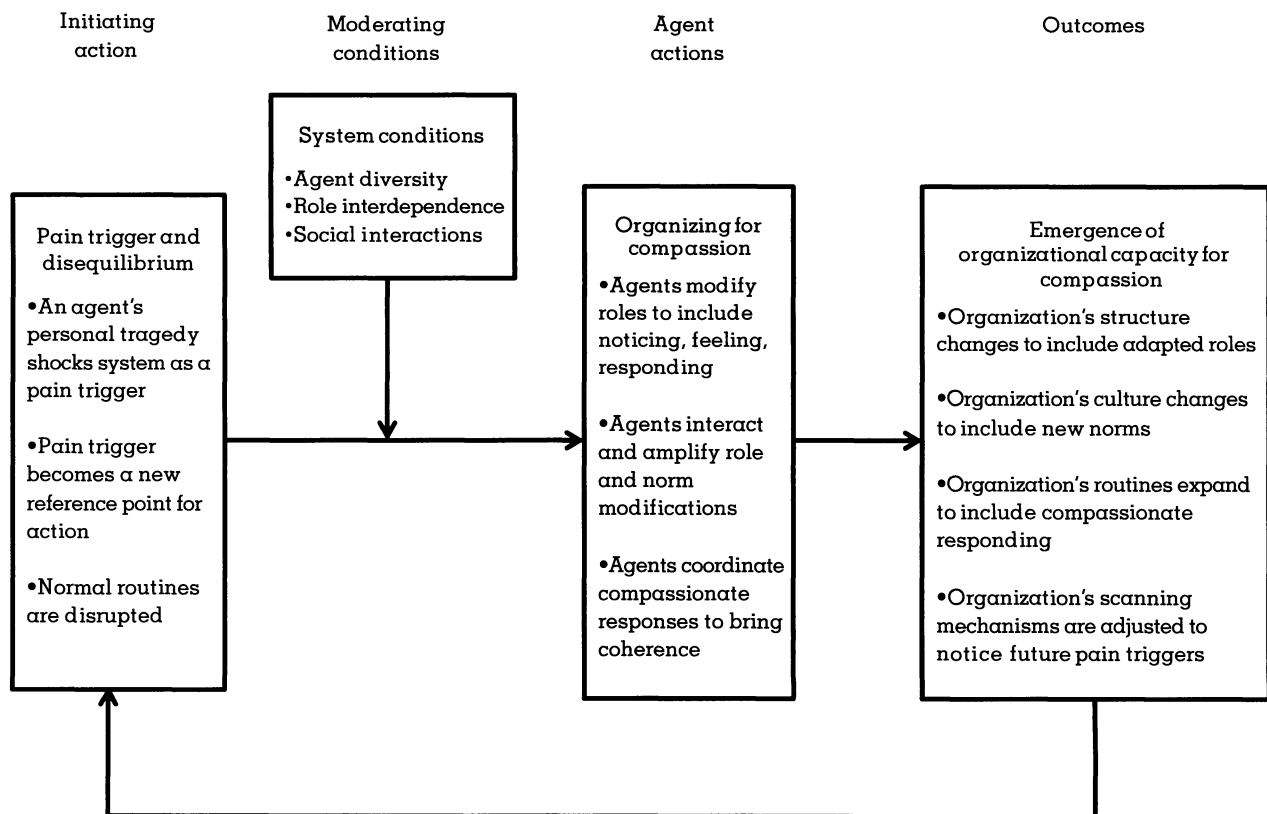 Initiating
action
Moderating
conditions
Agent
actions
Outcomes
System conditions
•Agent diversity
•Role interdependence
•Social interactions
Pain trigger and
disequilibrium
•An agent's
personal tragedy
shocks system as a
pain trigger
•Pain trigger
becomes a new
reference point for
action
•Normal routines
are disrupted
Organizing for
compassion
•Agents modify
roles to include
noticing, feeling,
responding
•Agents interact
and amplify role
and norm
modifications
•Agents coordinate
compassionate
responses to bring
coherence
Emergence of
organizational capacity for
compassion
•Organization's structure
changes to include adapted roles
•Organization's culture changes
to include new norms
•Organization's routines expand
to include compassionate
responding
•Organization's scanning
mechanisms are adjusted to
notice future pain triggers